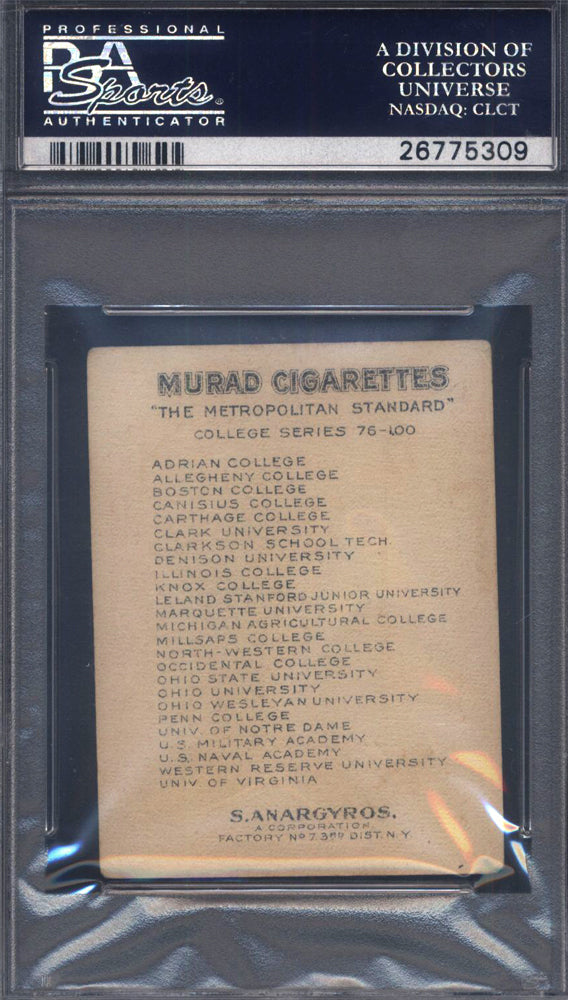 PROFESSIONAL
PSA
Sports®
AUTHENTICATOR
A DIVISION OF
COLLECTORS
UNIVERSE
NASDAQ: CLCT
26775309
MURAD CIGARETTES
"THE METROPOLITAN STANDARD"
COLLEGE SERIES 76-100
ADRIAN COLLEGE
ALLEGHENY COLLEGE
BOSTON COLLEGE
CANISIUS COLLEGE
CARTHAGE COLLEGE
CLARK UNIVERSITY
CLARKSON SCHOOL TECH.
DENISON UNIVERSITY
ILLINOIS COLLEGE
KNOX COLLEGE
LELAND STANFORD JUNIOR UNIVERSITY
MARQUETTE UNIVERSITY
MICHIGAN AGRICULTURAL COLLEGE
MILLSAPS COLLEGE
NORTH-WESTERN COLLEGE
OCCIDENTAL COLLEGE
OHIO STATE UNIVERSITY
OHIO UNIVERSITY
OHIO WESLEYAN UNIVERSITY
PENN COLLEGE
UNIV. OF NOTRE DAME
U.S. MILITARY ACADEMY
U.S. NAVAL ACADEMY
WESTERN RESERVE UNIVERSITY
UNIV. OF VIRGINIA
S. ANARGYROS.
A CORPORATION
FACTORY Nº 7. 3RD DIST. N.Y.